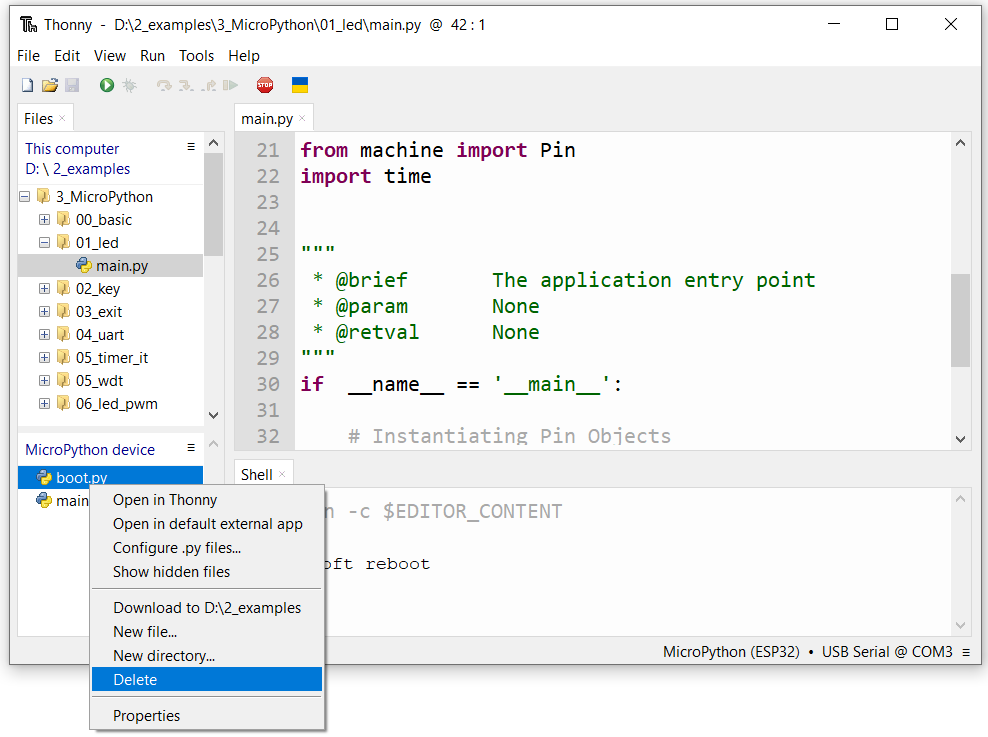 Thonny - D:\2_examples\3_MicroPython\01_led\main.py @ 42 : 1
File Edit View Run Tools Help
STOP
Files
This computer
D: \ 2_examples
3_MicroPython
00_basic
01_led
main.py
02_key
03_exit
04_uart
05_timer_it
05_wdt
06_led_pwm
MicroPython device
boot.py
main
main.py
21 from machine import Pin
22 import time
23
24
25 """
26 * @brief The application entry point
27 * @param None
28 * @retval None
29 """
30 if __name__ == '__main__':
31
32 # Instantiating Pin Objects
Shell
n -c $EDITOR_CONTENT
oft reboot
Open in Thonny
Open in default external app
Configure .py files...
Show hidden files
Download to D:\2_examples
New file...
New directory...
Delete
Properties
MicroPython (ESP32) • USB Serial @ COM3 ≡